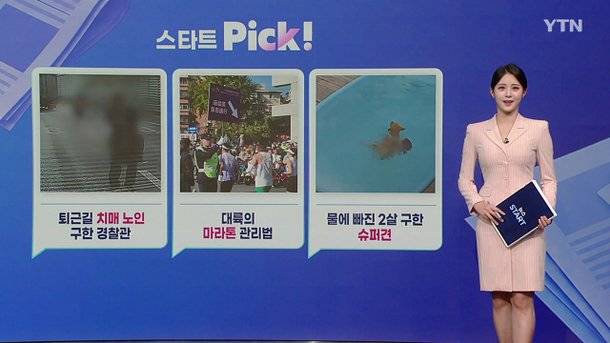 스타트 Pick!
YTN
퇴근길 치매 노인
구한 경찰관
대륙의
마라톤 관리법
물에 빠진 2살 구한
슈퍼견
START